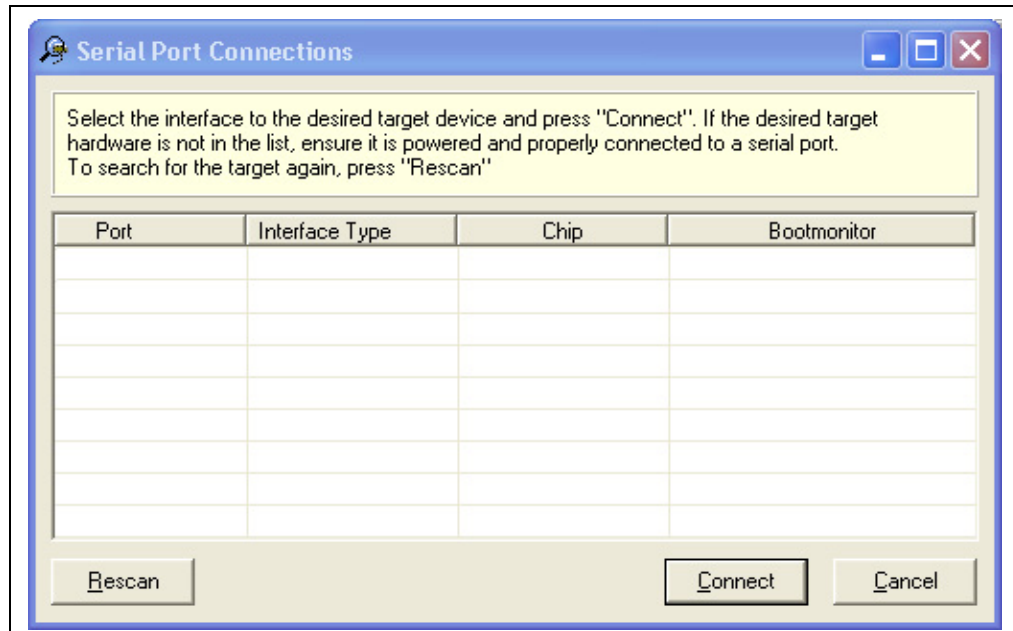 Serial Port Connections
Select the interface to the desired target device and press "Connect". If the desired target
hardware is not in the list, ensure it is powered and properly connected to a serial port.
To search for the target again, press "Rescan"
Port Interface Type Chip Bootmonitor
Rescan Connect Cancel